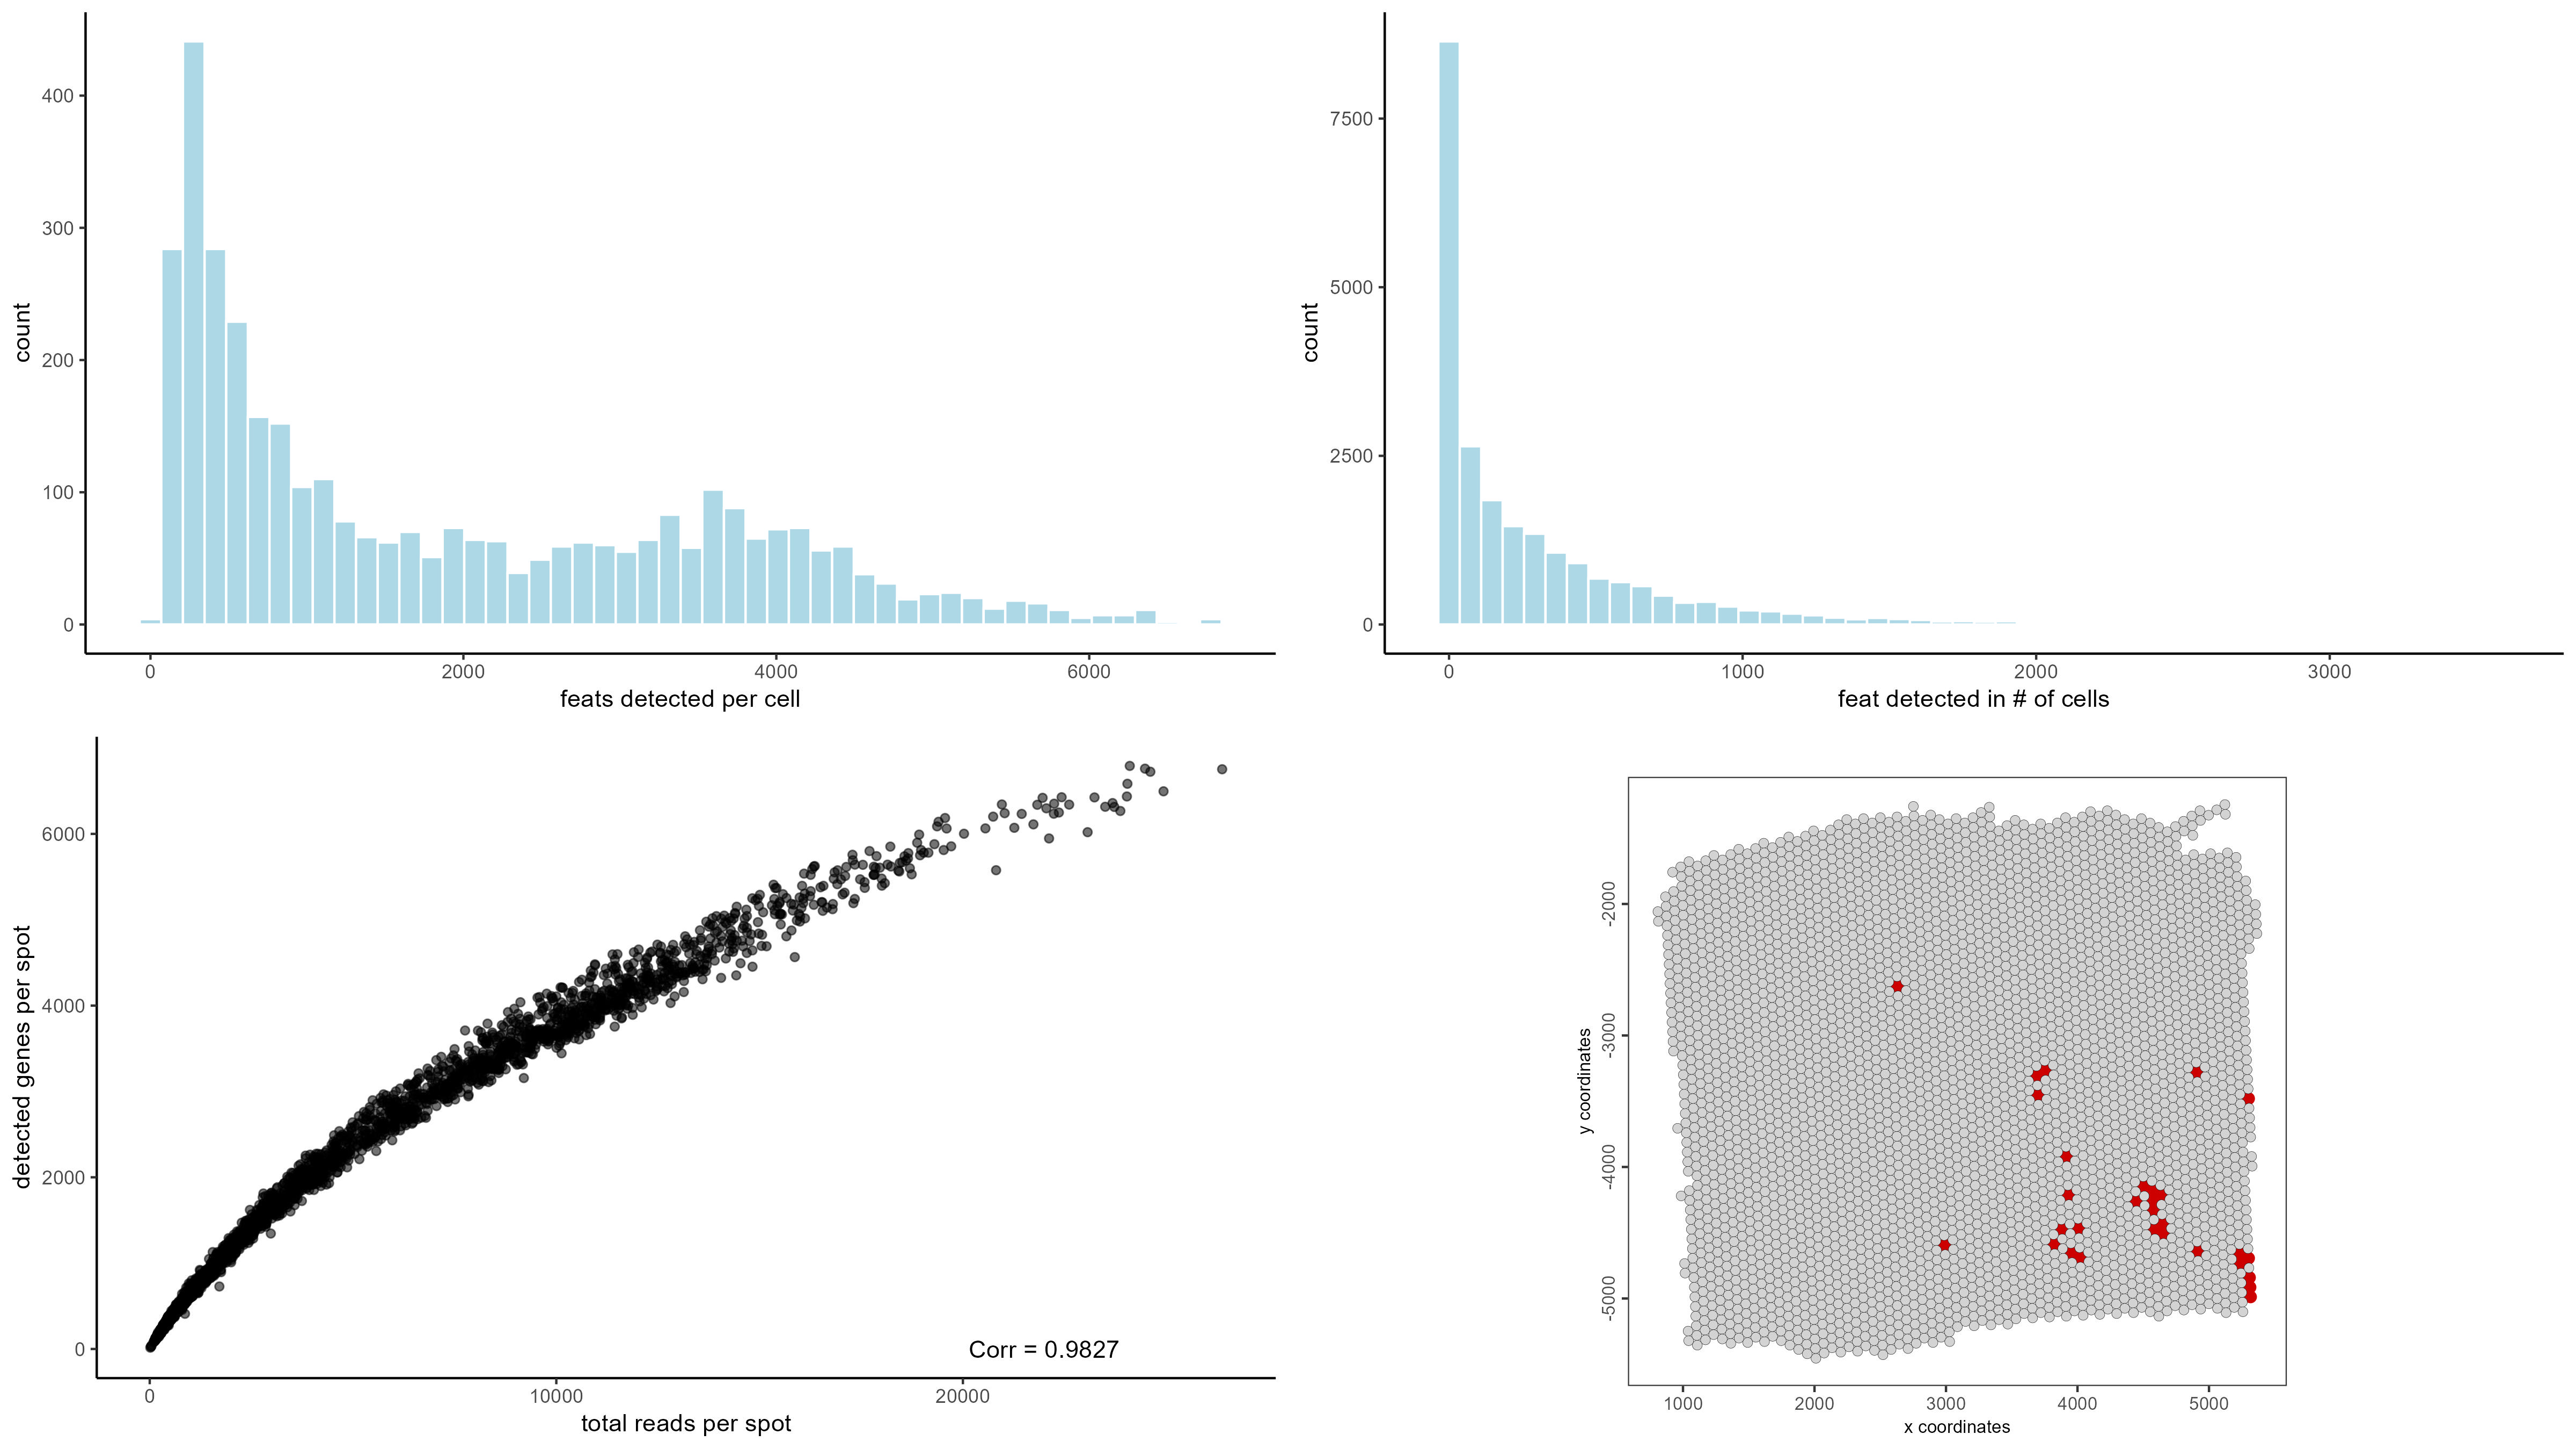 400
300
200
100
0
count
0 2000 4000 6000
feats detected per cell
7500
5000
2500
0
count
0 1000 2000 3000
feat detected in # of cells
6000
4000
2000
0
detected genes per spot
Corr = 0.9827
0 10000 20000
total reads per spot
-2000
-3000
-4000
-5000
y coordinates
1000 2000 3000 4000 5000
x coordinates